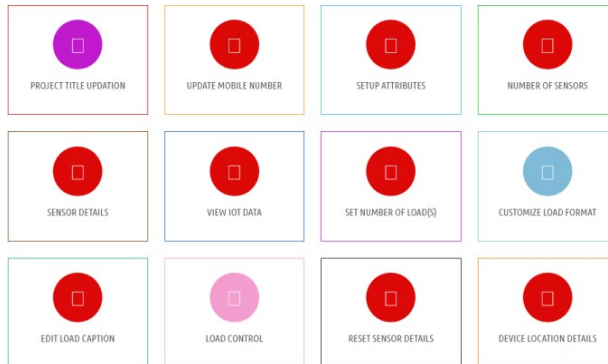 PROJECT TITLE UPDATION
UPDATE MOBILE NUMBER
SETUP ATTRIBUTES
NUMBER OF SENSORS
SENSOR DETAILS
VIEW IOT DATA
SET NUMBER OF LOAD(S)
CUSTOMIZE LOAD FORMAT
EDIT LOAD CAPTION
LOAD CONTROL
RESET SENSOR DETAILS
DEVICE LOCATION DETAILS